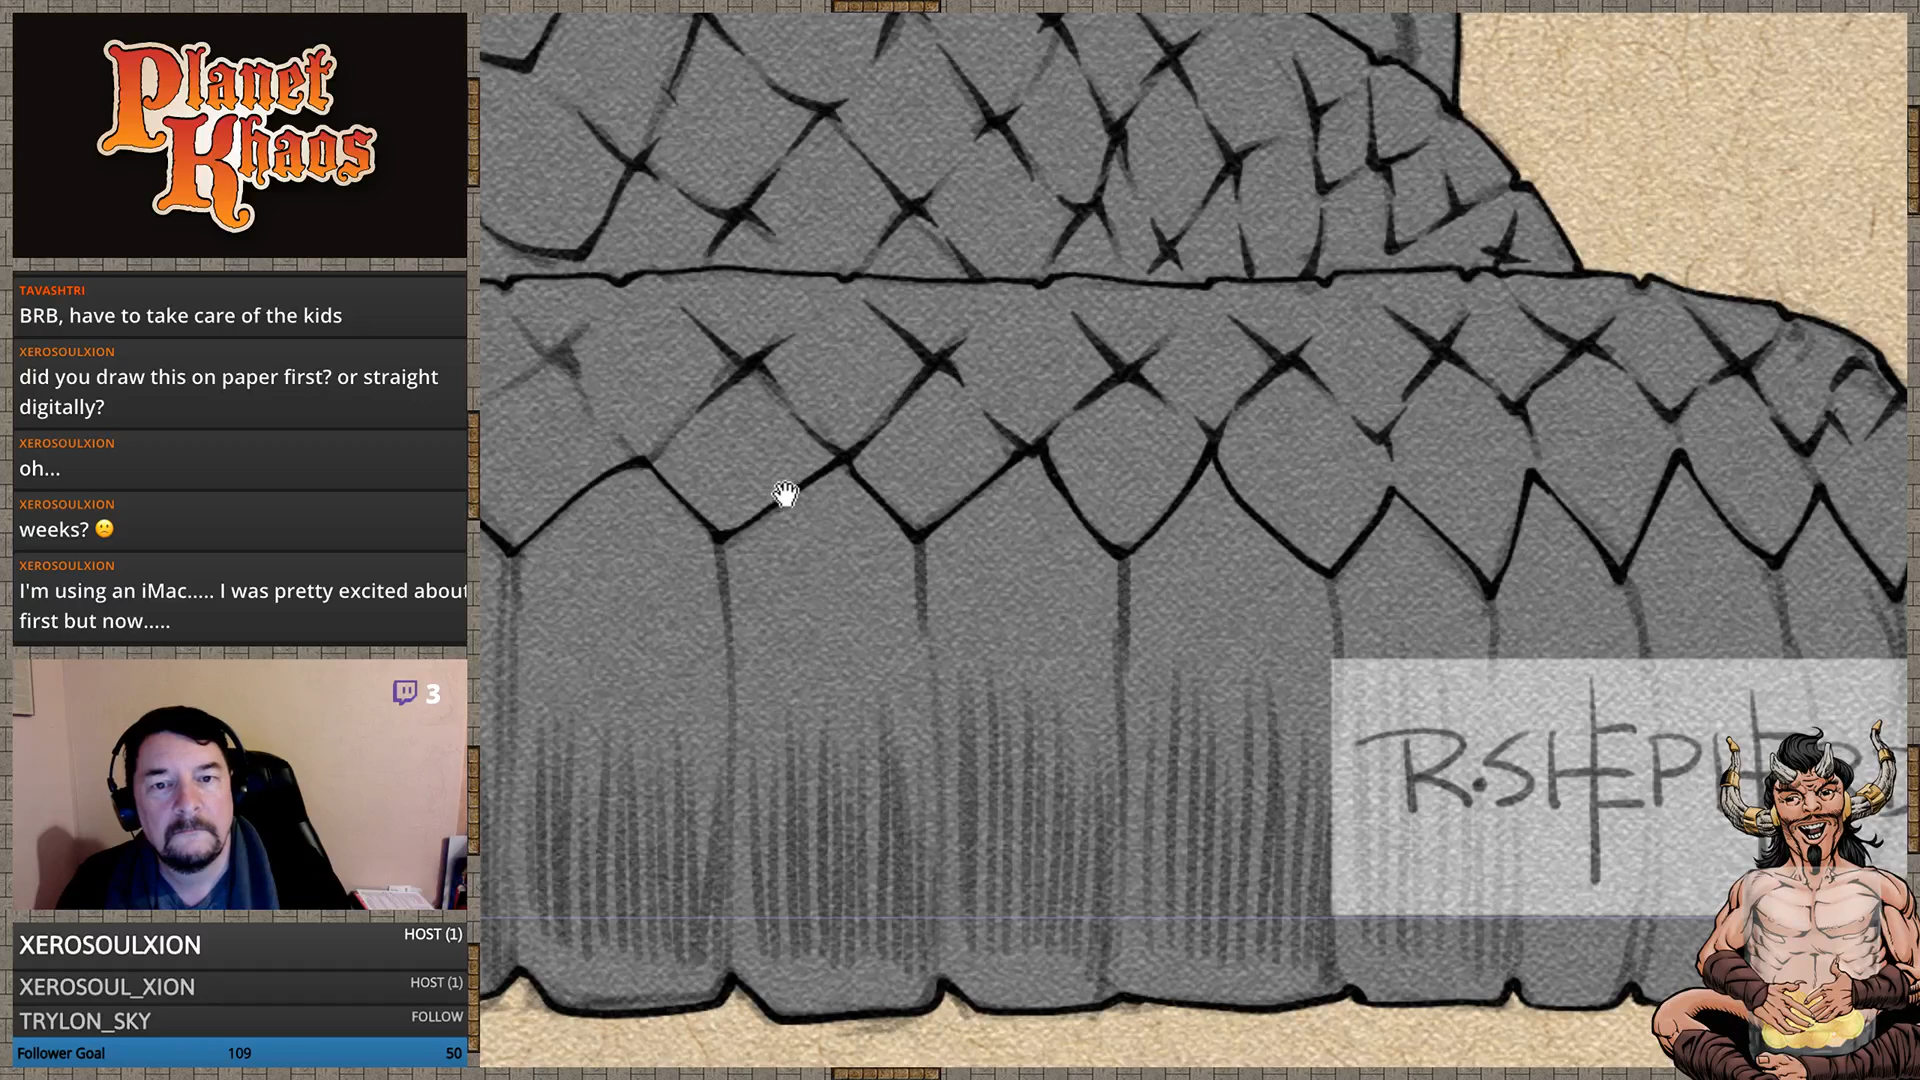 Planet
Khaos
TAVASHTRI
BRB, have to take care of the kids
XEROSOULXION
did you draw this on paper first? or straight
digitally?
XEROSOULXION
oh...
XEROSOULXION
weeks? 🙁
XEROSOULXION
I'm using an iMac..... I was pretty excited about
first but now.....
3
XEROSOULXION HOST (1)
XEROSOUL_XION HOST (1)
TRYLON_SKY FOLLOW
Follower Goal 109 50